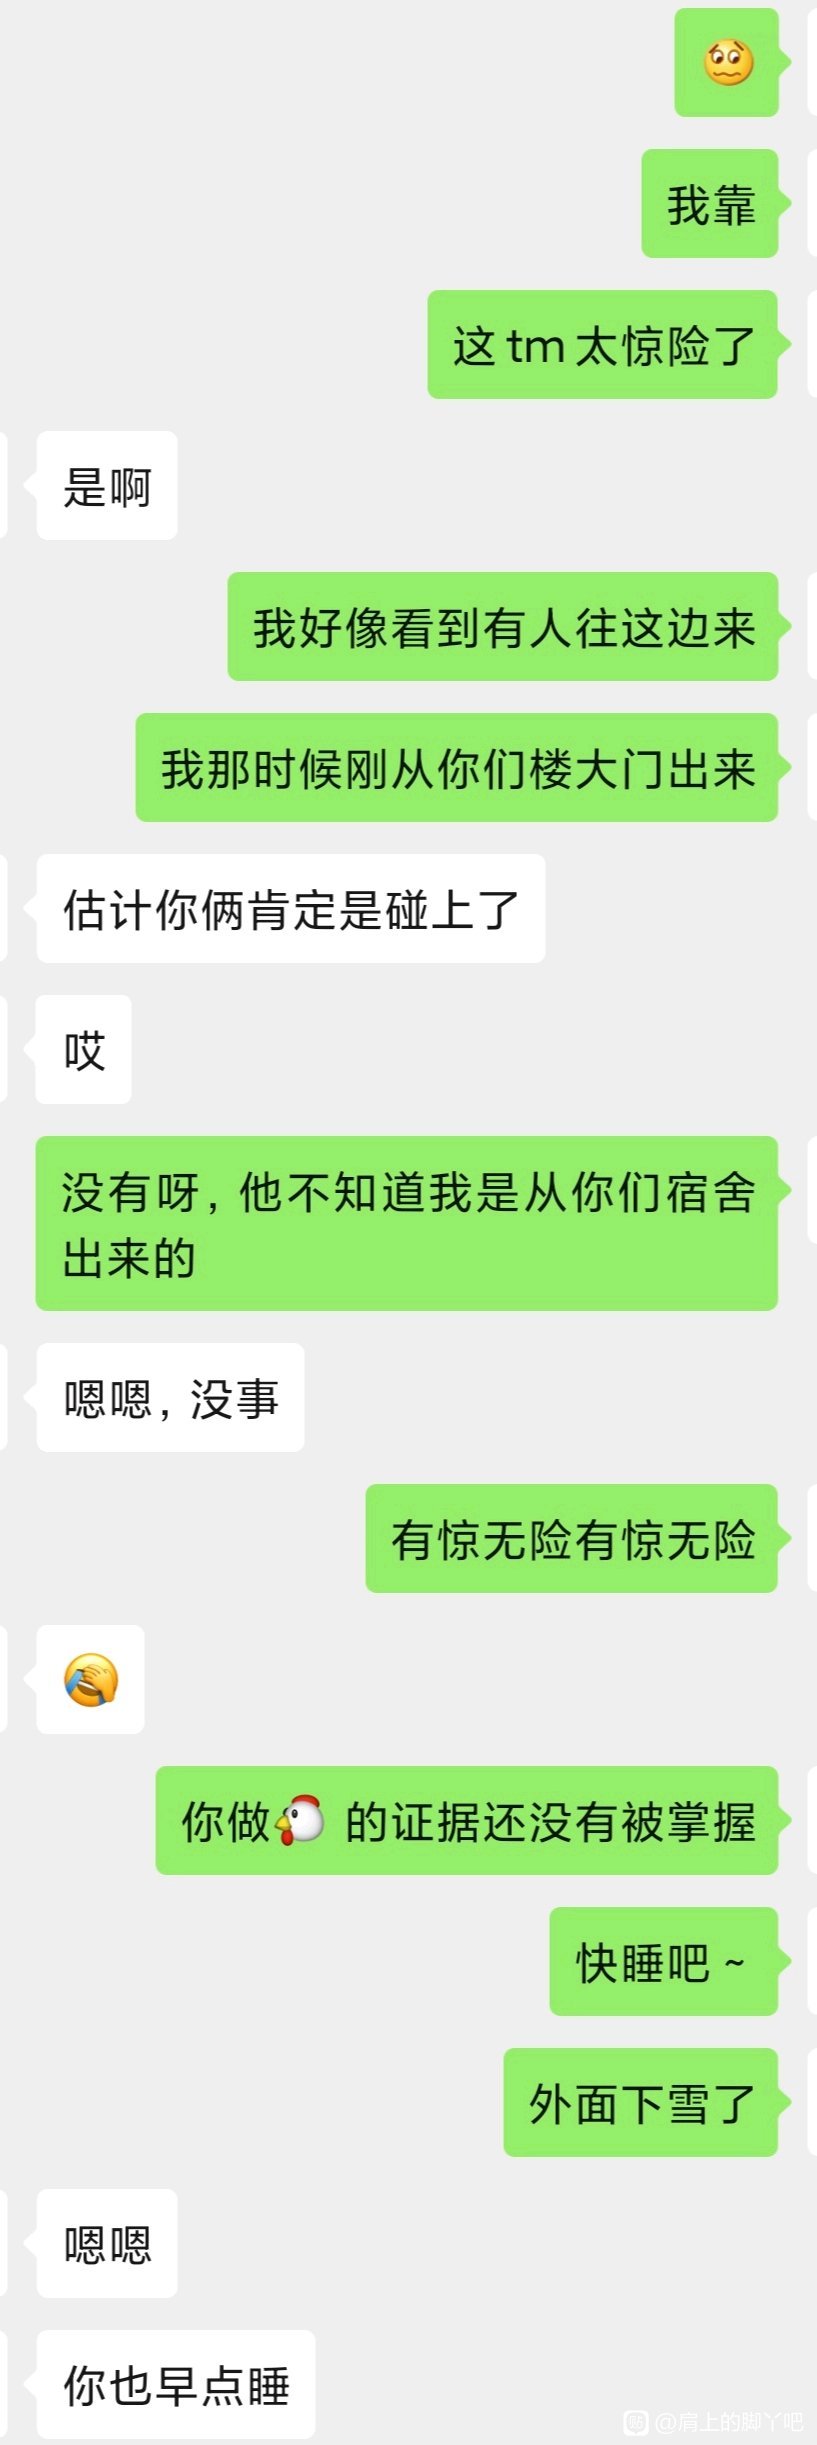 我靠
这tm太惊险了
是啊
我好像看到有人往这边来
我那时候刚从你们楼大门出来
估计你俩肯定是碰上了
哎
没有呀，他不知道我是从你们宿舍
出来的
嗯嗯，没事
有惊无险有惊无险
你做🐔的证据还没有被掌握
快睡吧~
外面下雪了
嗯嗯
你也早点睡
贴 @肩上的脚丫吧